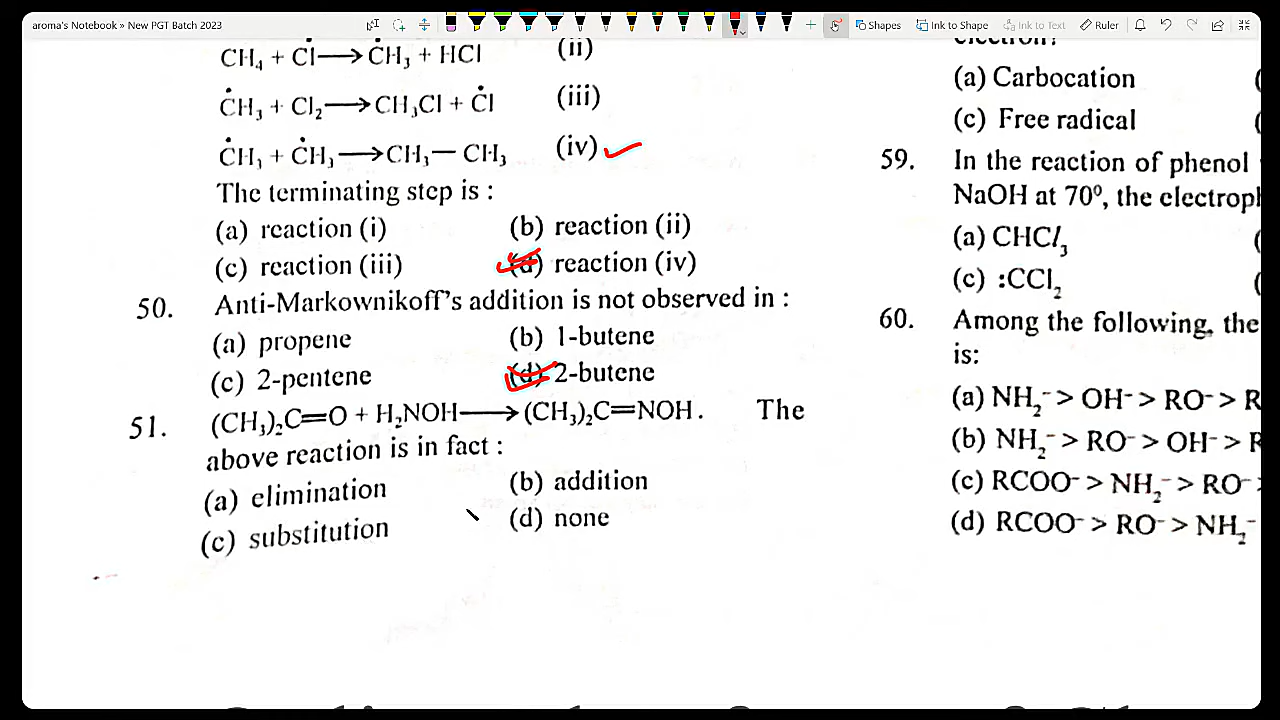 aroma's Notebook » New PGT Batch 2023
Shapes Ink to Shape Ink to Text Ruler
CH₄ + Ċl⟶ĊH₃ + HCl (ii)
ĊH₃ + Cl₂⟶CH₃Cl + Ċl (iii)
ĊH₃ + ĊH₃⟶CH₃—CH₃ (iv)
The terminating step is :
(a) reaction (i) (b) reaction (ii)
(c) reaction (iii) (d) reaction (iv)
50. Anti-Markownikoff's addition is not observed in :
(a) propene (b) 1-butene
(c) 2-pentene (d) 2-butene
51. (CH₃)₂C=O + H₂NOH⟶(CH₃)₂C=NOH. The
above reaction is in fact :
(a) elimination (b) addition
(c) substitution (d) none
electron?
(a) Carbocation
(c) Free radical
59. In the reaction of phenol
NaOH at 70⁰, the
(a) CHCl₃
(c) :CCl₂
60. Among the following, the
is:
(a) NH₂⁻ > OH⁻ > RO⁻ >
(b) NH₂⁻ > RO⁻ > OH⁻ >
(c) RCOO⁻ > NH₂⁻ > RO⁻
(d) RCOO⁻ > RO⁻ > NH₂⁻